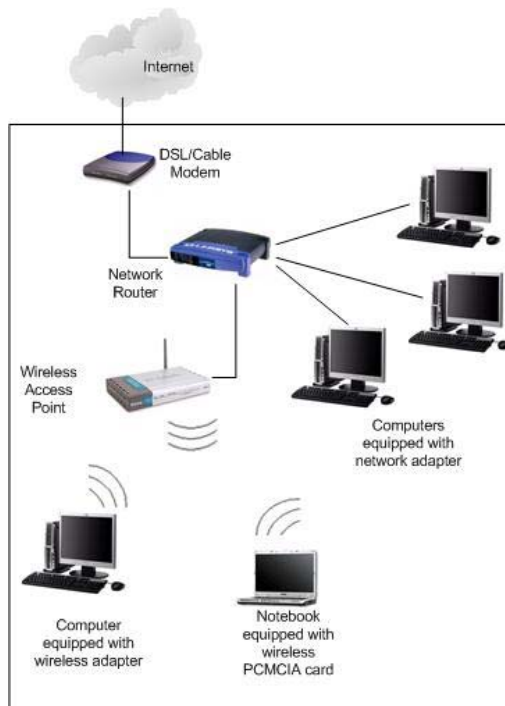 Internet
DSL/Cable
Modem
Network
Router
Wireless
Access
Point
Computers
equipped with
network adapter
Computer
equipped with
wireless adapter
Notebook
equipped with
wireless
PCMCIA card